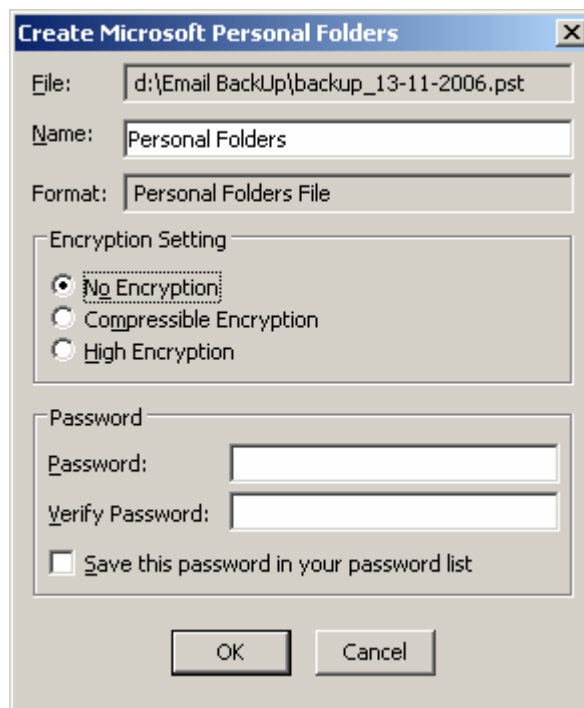 Create Microsoft Personal Folders
File: d:\Email BackUp\backup_13-11-2006.pst
Name: Personal Folders
Format: Personal Folders File
Encryption Setting
No Encryption
Compressible Encryption
High Encryption
Password
Password:
Verify Password:
Save this password in your password list
OK Cancel